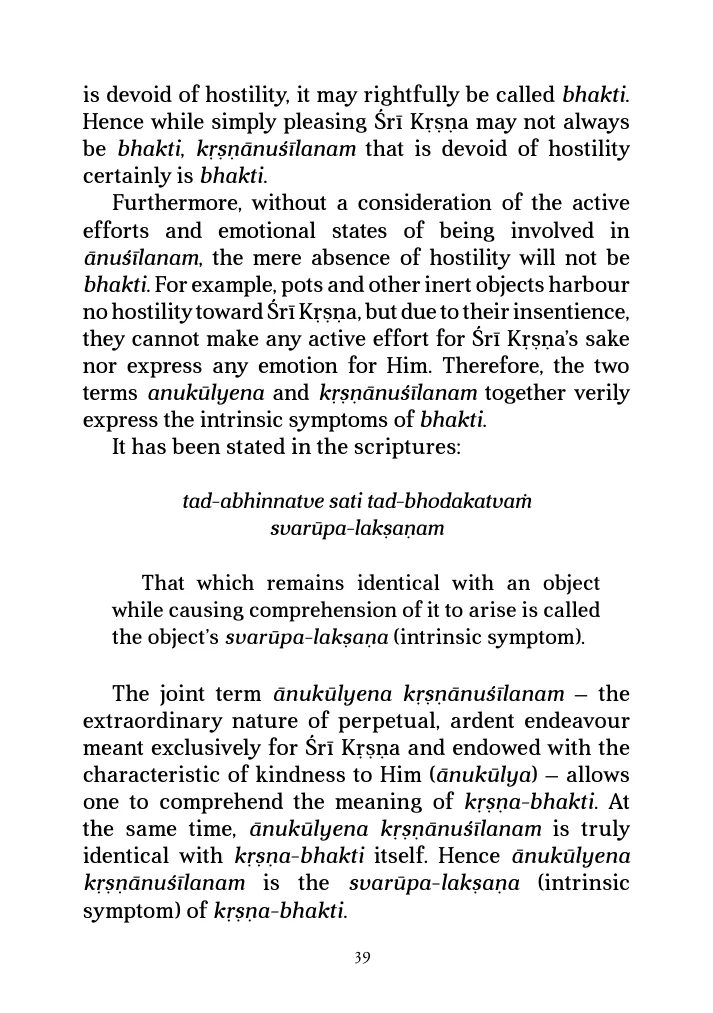 is devoid of hostility, it may rightfully be called bhakti.
Hence while simply pleasing Śrī Kṛṣṇa may not always
be bhakti, kṛṣṇānuśīlanam that is devoid of hostility
certainly is bhakti.
Furthermore, without a consideration of the active
efforts and emotional states of being involved in
ānuśīlanam, the mere absence of hostility will not be
bhakti. For example, pots and other inert objects harbour
no hostility toward Śrī Kṛṣṇa, but due to their insentience,
they cannot make any active effort for Śrī Kṛṣṇa’s sake
nor express any emotion for Him. Therefore, the two
terms anukūlyena and kṛṣṇānuśīlanam together verily
express the intrinsic symptoms of bhakti.
It has been stated in the scriptures:
tad-abhinnatve sati tad-bhodakatvaṁ
svarūpa-lakṣaṇam
That which remains identical with an object
while causing comprehension of it to arise is called
the object’s svarūpa-lakṣaṇa (intrinsic symptom).
The joint term ānukūlyena kṛṣṇānuśīlanam – the
extraordinary nature of perpetual, ardent endeavour
meant exclusively for Śrī Kṛṣṇa and endowed with the
characteristic of kindness to Him (ānukūlya) – allows
one to comprehend the meaning of kṛṣṇa-bhakti. At
the same time, ānukūlyena kṛṣṇānuśīlanam is truly
identical with kṛṣṇa-bhakti itself. Hence ānukūlyena
kṛṣṇānuśīlanam is the svarūpa-lakṣaṇa (intrinsic
symptom) of kṛṣṇa-bhakti.
39